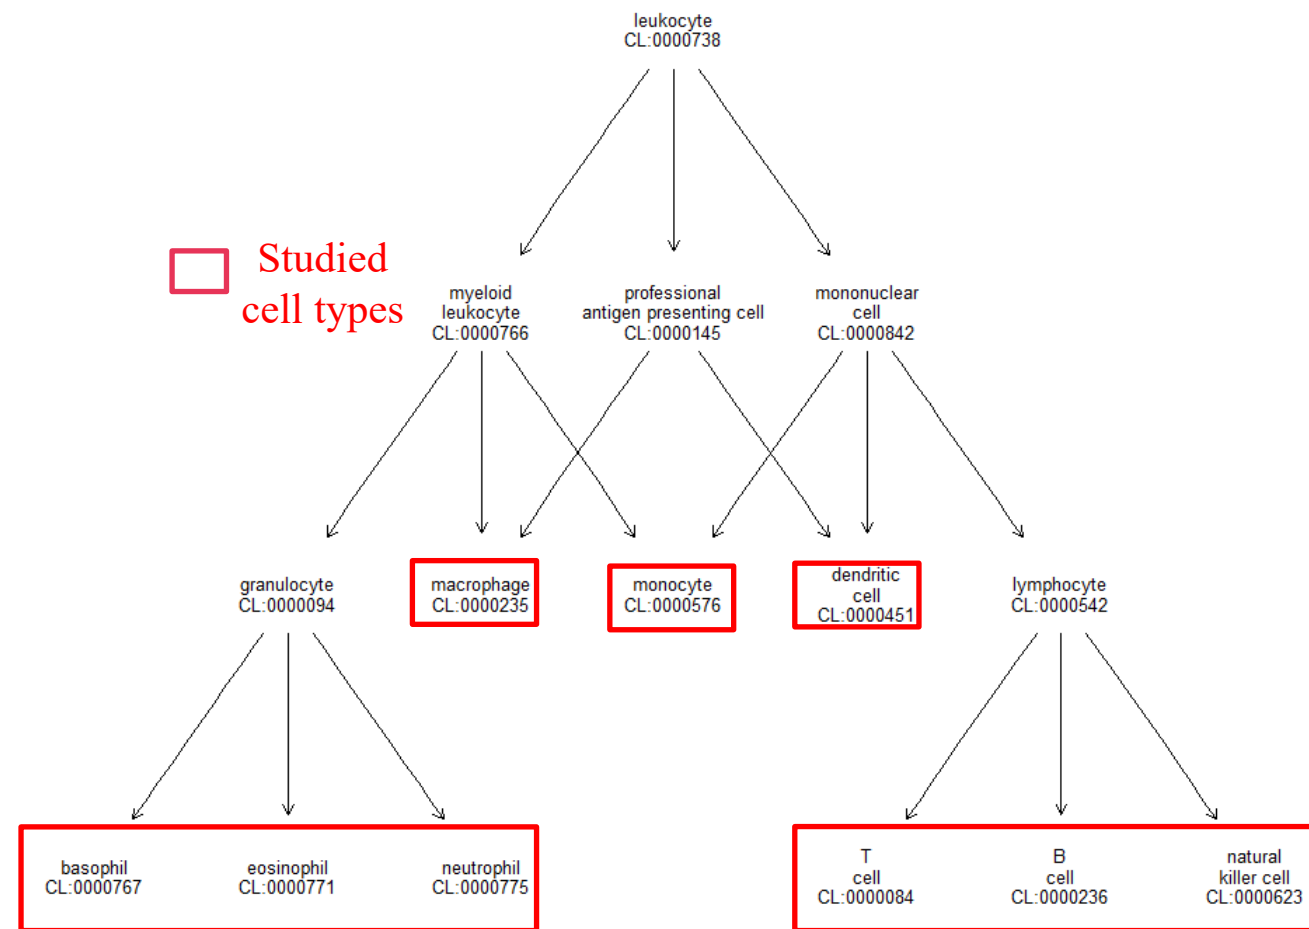 leukocyte
CL:0000738
Studied
cell types
myeloid
leukocyte
CL:0000766
professional
antigen presenting cell
CL:0000145
mononuclear
cell
CL:0000842
granulocyte
CL:0000094
macrophage
CL:0000235
monocyte
CL:0000576
dendritic
cell
CL:0000451
lymphocyte
CL:0000542
basophil
CL:0000767
eosinophil
CL:0000771
neutrophil
CL:0000775
T
cell
CL:0000084
B
cell
CL:0000236
natural
killer cell
CL:0000623